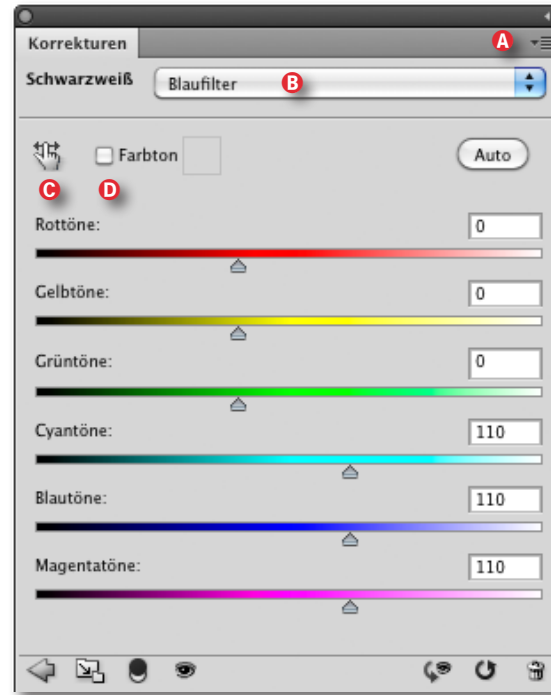 Korrekturen A
Schwarzweiß Blaufilter B
Farbton Auto
C D
Rottöne: 0
Gelbtöne: 0
Grüntöne: 0
Cyantöne: 110
Blautöne: 110
Magentatöne: 110